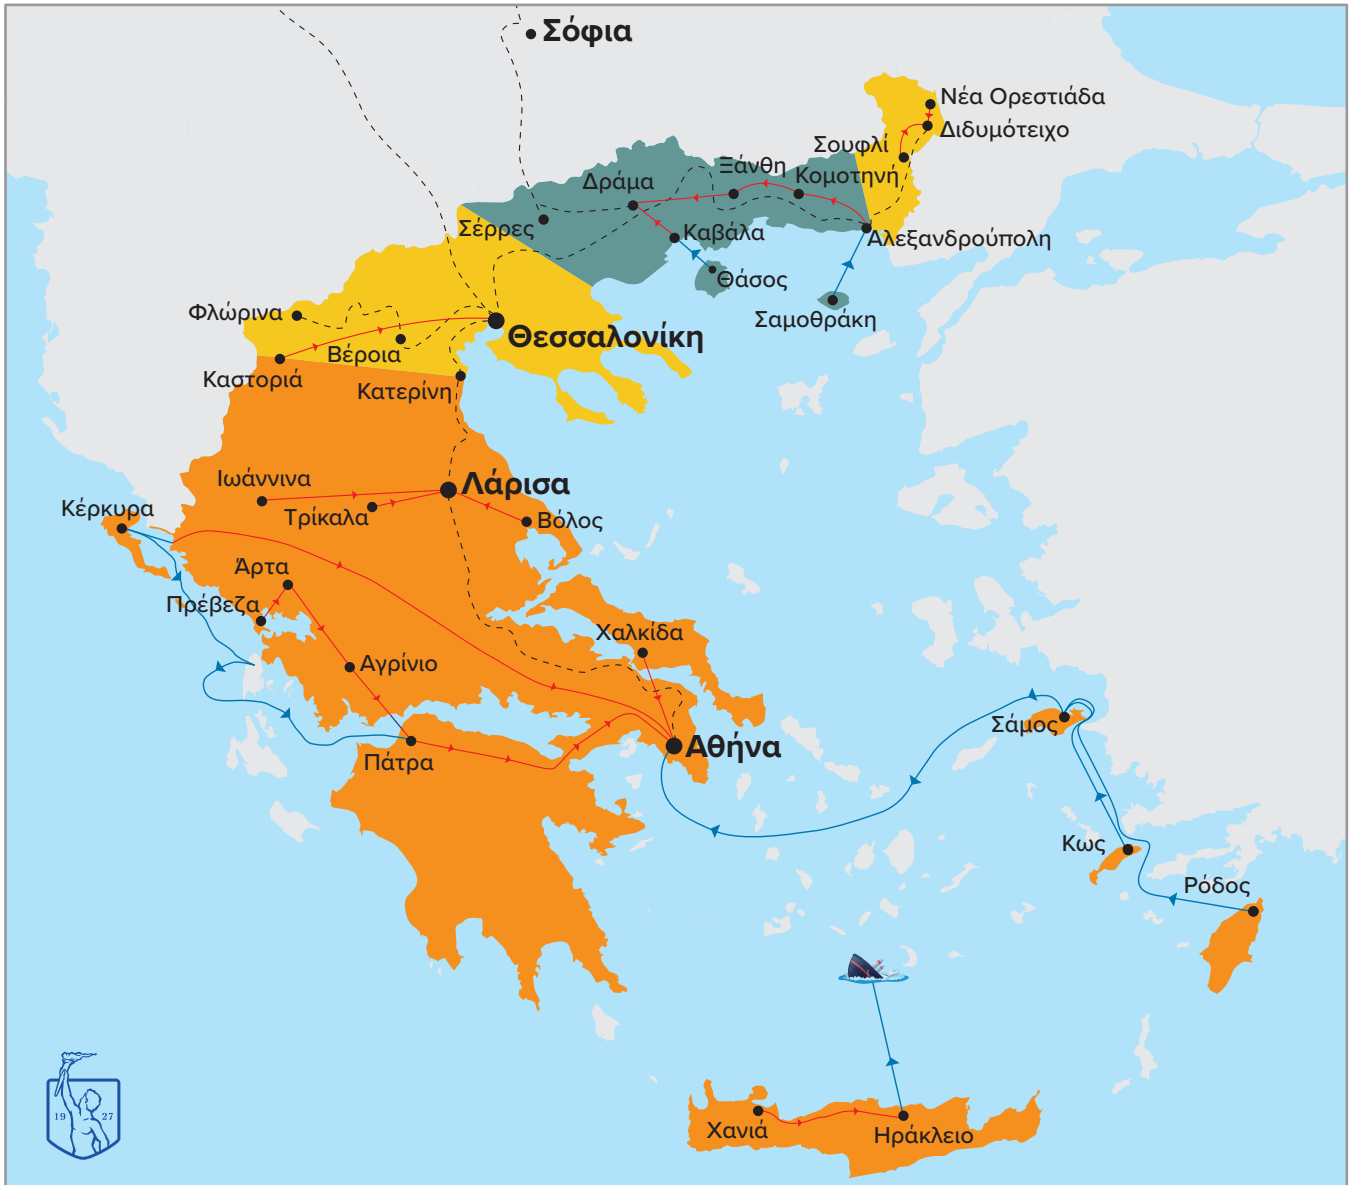 Σόφια
Νέα Ορεστιάδα
Διδυμότειχο
Σουφλί
Ξάνθη
Κομοτηνή
Δράμα
Σέρρες
Καβάλα
Αλεξανδρούπολη
Θάσος
Σαμοθράκη
Φλώρινα
Θεσσαλονίκη
Βέροια
Καστοριά
Κατερίνη
Ιωάννινα
Λάρισα
Τρίκαλα
Βόλος
Κέρκυρα
Άρτα
Πρέβεζα
Χαλκίδα
Αγρίνιο
Σάμος
Αθήνα
Πάτρα
Κως
Ρόδος
19 27
Χανιά
Ηράκλειο